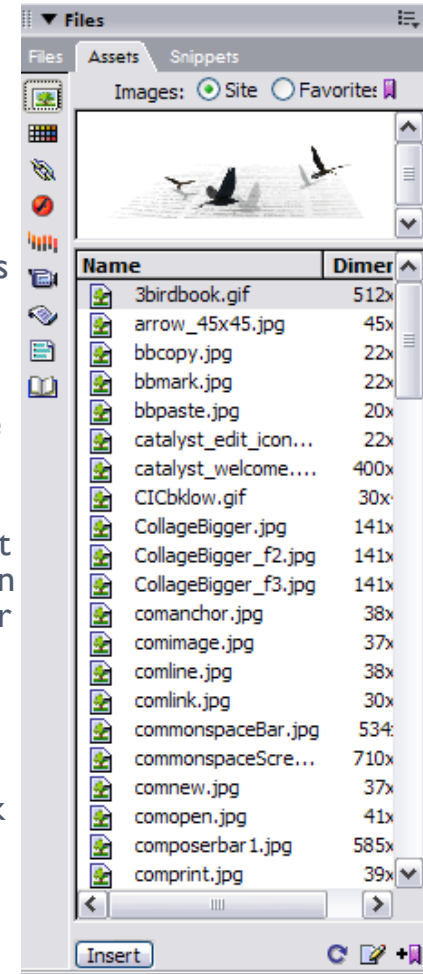 Files
Files Assets Snippets
Images: Site Favorites
Name Dimer
3birdbook.gif 512x
arrow_45x45.jpg 45x
bbcopy.jpg 22x
bbmark.jpg 22x
bbpaste.jpg 20x
catalyst_edit_icon... 22x
catalyst_welcome.... 400x
CICbklow.gif 30x
CollageBigger.jpg 141x
CollageBigger_f2.jpg 141x
CollageBigger_f3.jpg 141x
comanchor.jpg 38x
comimage.jpg 37x
comline.jpg 38x
comlink.jpg 30x
commonspaceBar.jpg 534
commonspaceScre... 710x
comnew.jpg 37x
comopen.jpg 41x
composerbar1.jpg 585x
comprint.jpg 39x
Insert